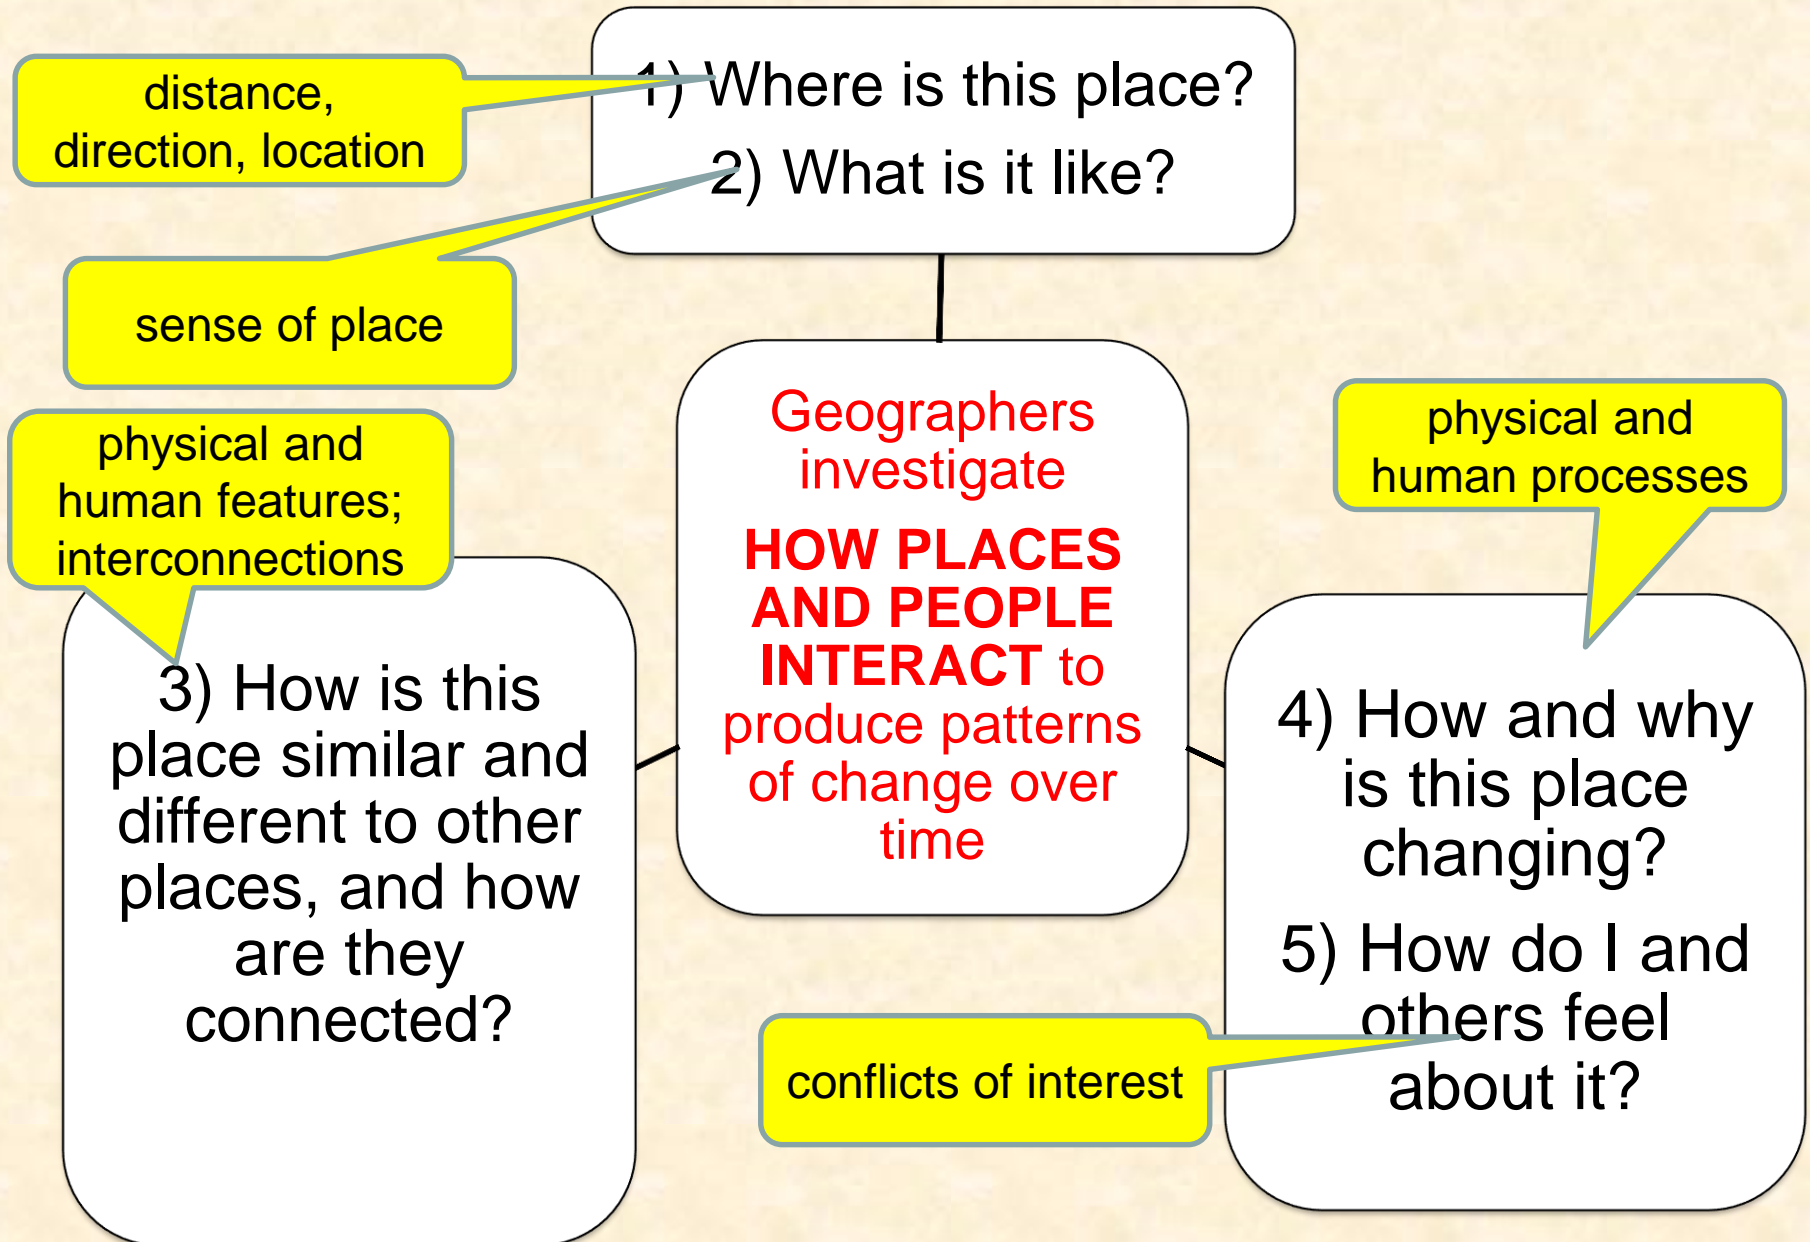 distance,
direction, location
1) Where is this place?
2) What is it like?
sense of place
physical and
human features;
interconnections
Geographers
investigate
HOW PLACES
AND PEOPLE
INTERACT to
produce patterns
of change over
time
physical and
human processes
3) How is this
place similar and
different to other
places, and how
are they
connected?
4) How and why
is this place
changing?
5) How do I and
others feel
about it?
conflicts of interest